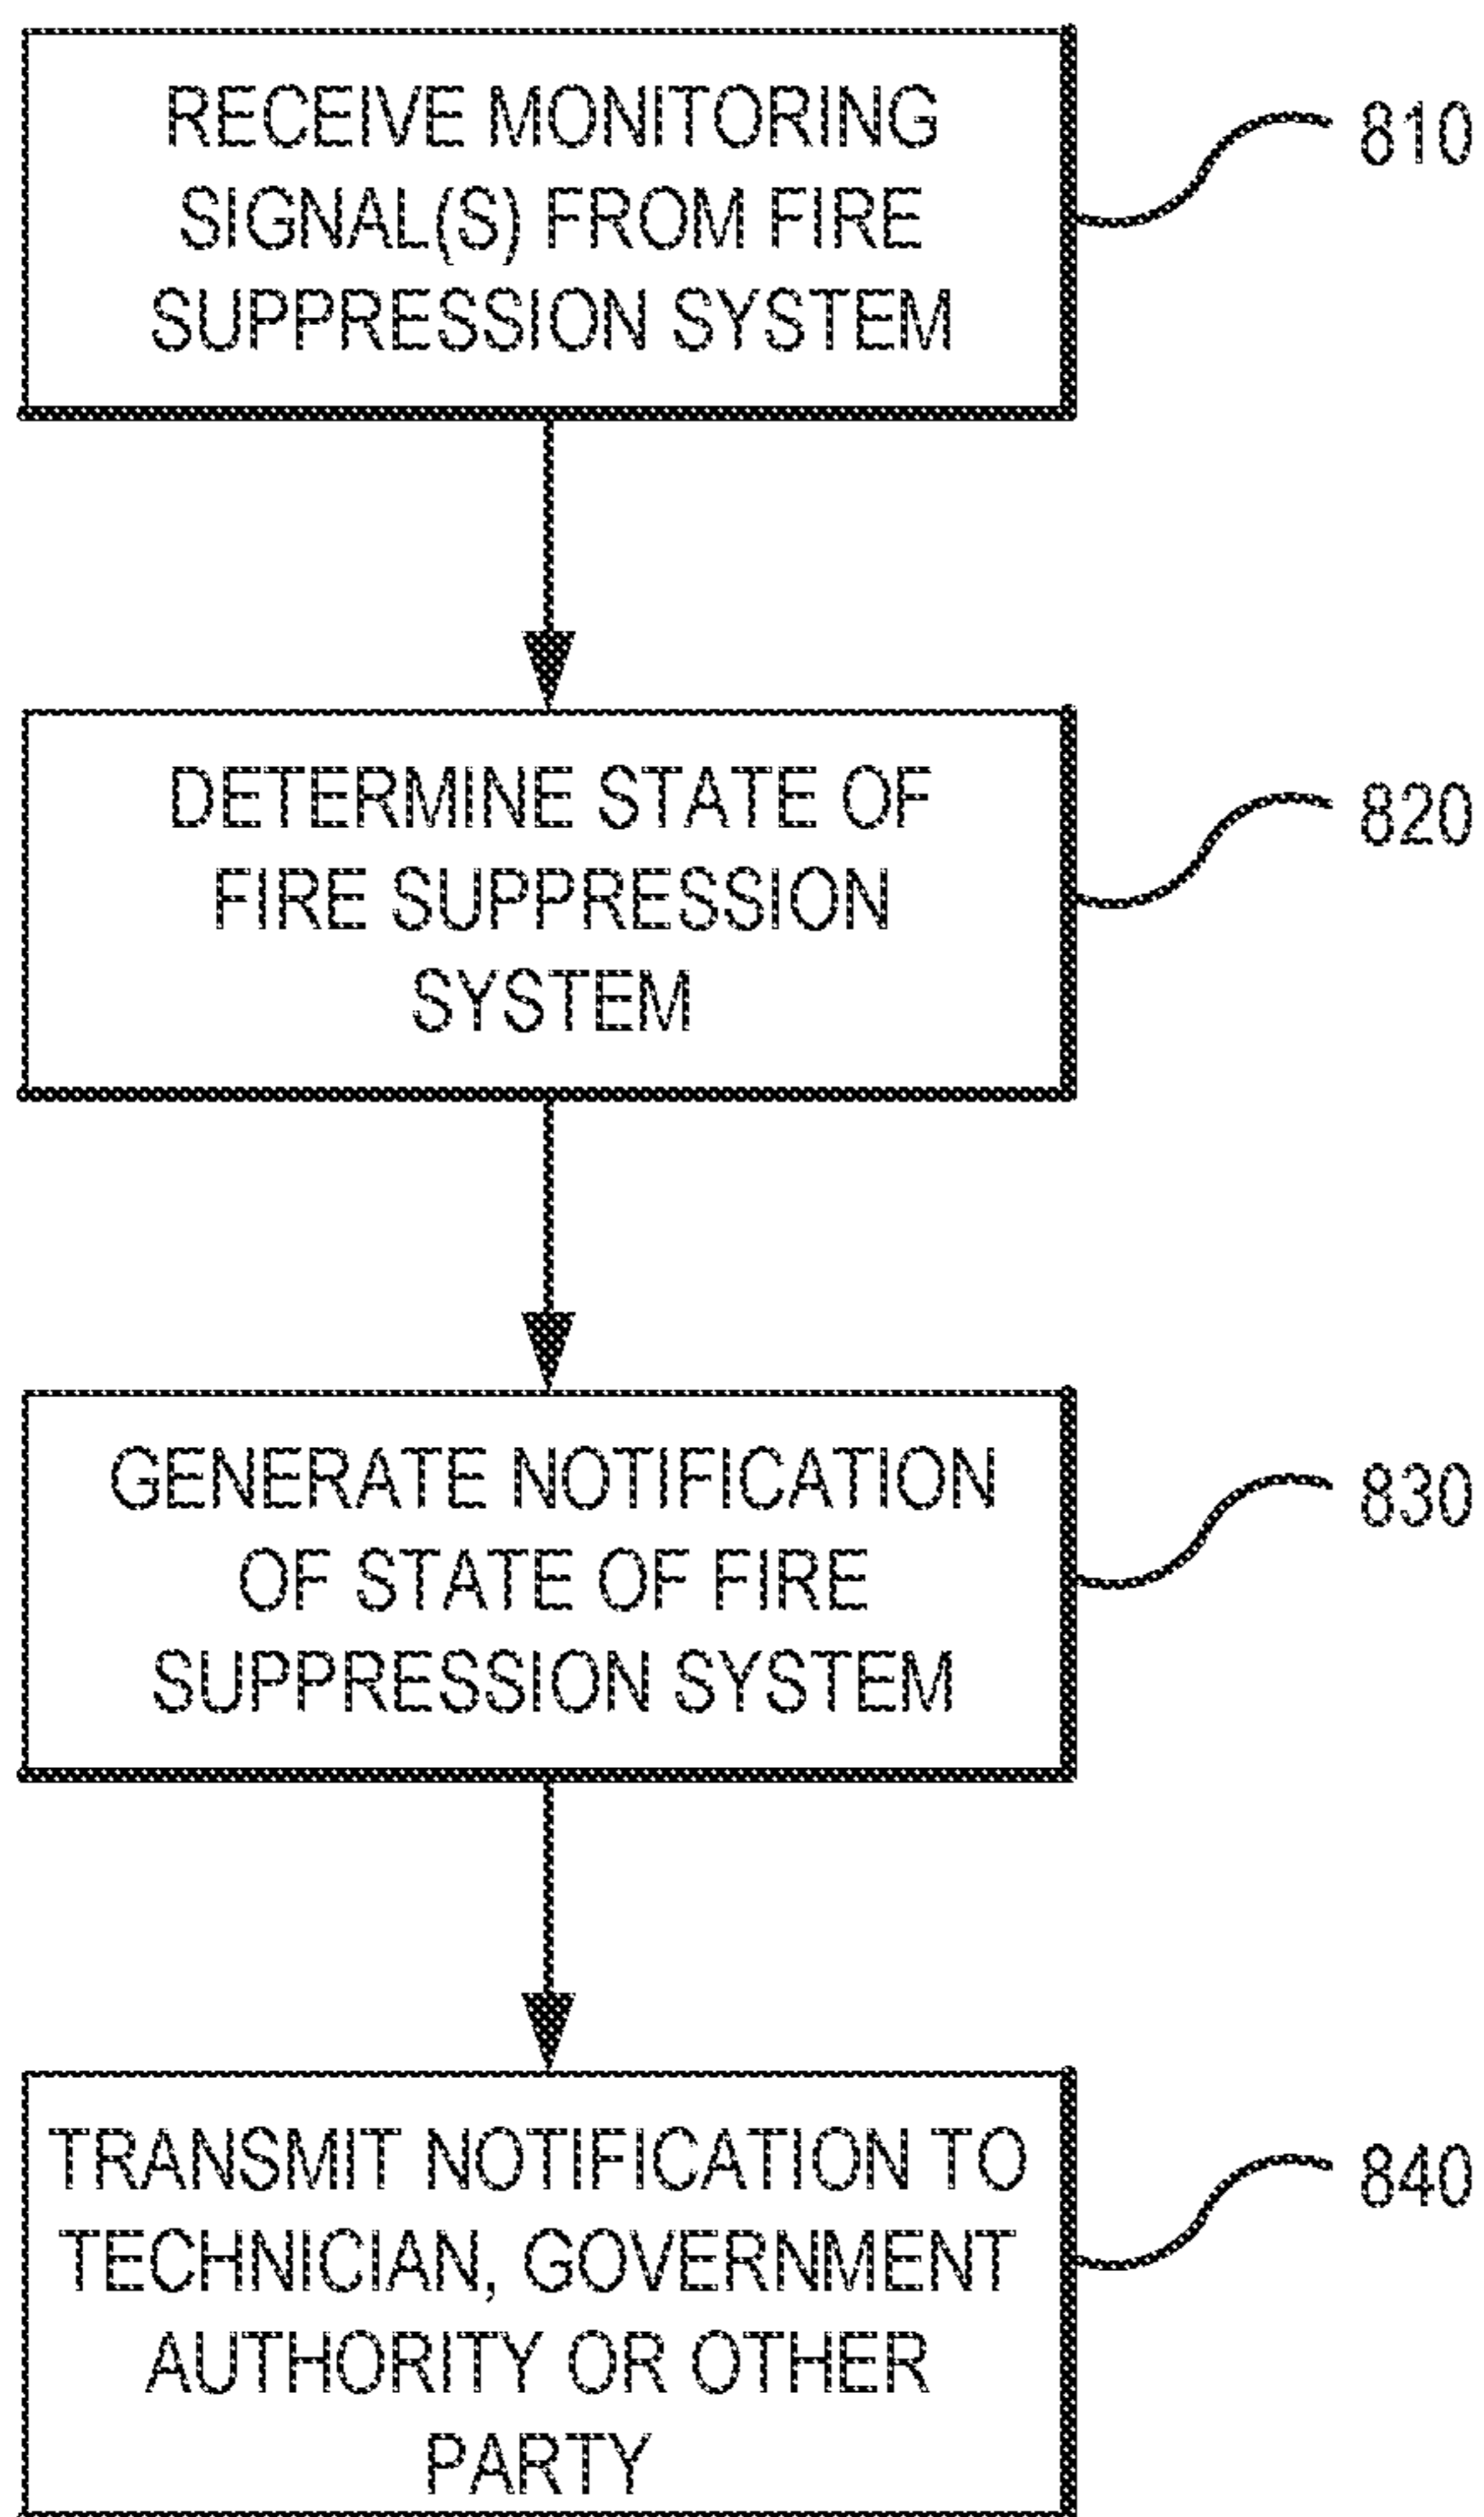 RECEIVE MONITORING
SIGNAL(S) FROM FIRE
SUPPRESSION SYSTEM
810
DETERMINE STATE OF
FIRE SUPPRESSION
SYSTEM
820
GENERATE NOTIFICATION
OF STATE OF FIRE
SUPPRESSION SYSTEM
830
TRANSMIT NOTIFICATION TO
TECHNICIAN, GOVERNMENT
AUTHORITY OR OTHER
PARTY
840